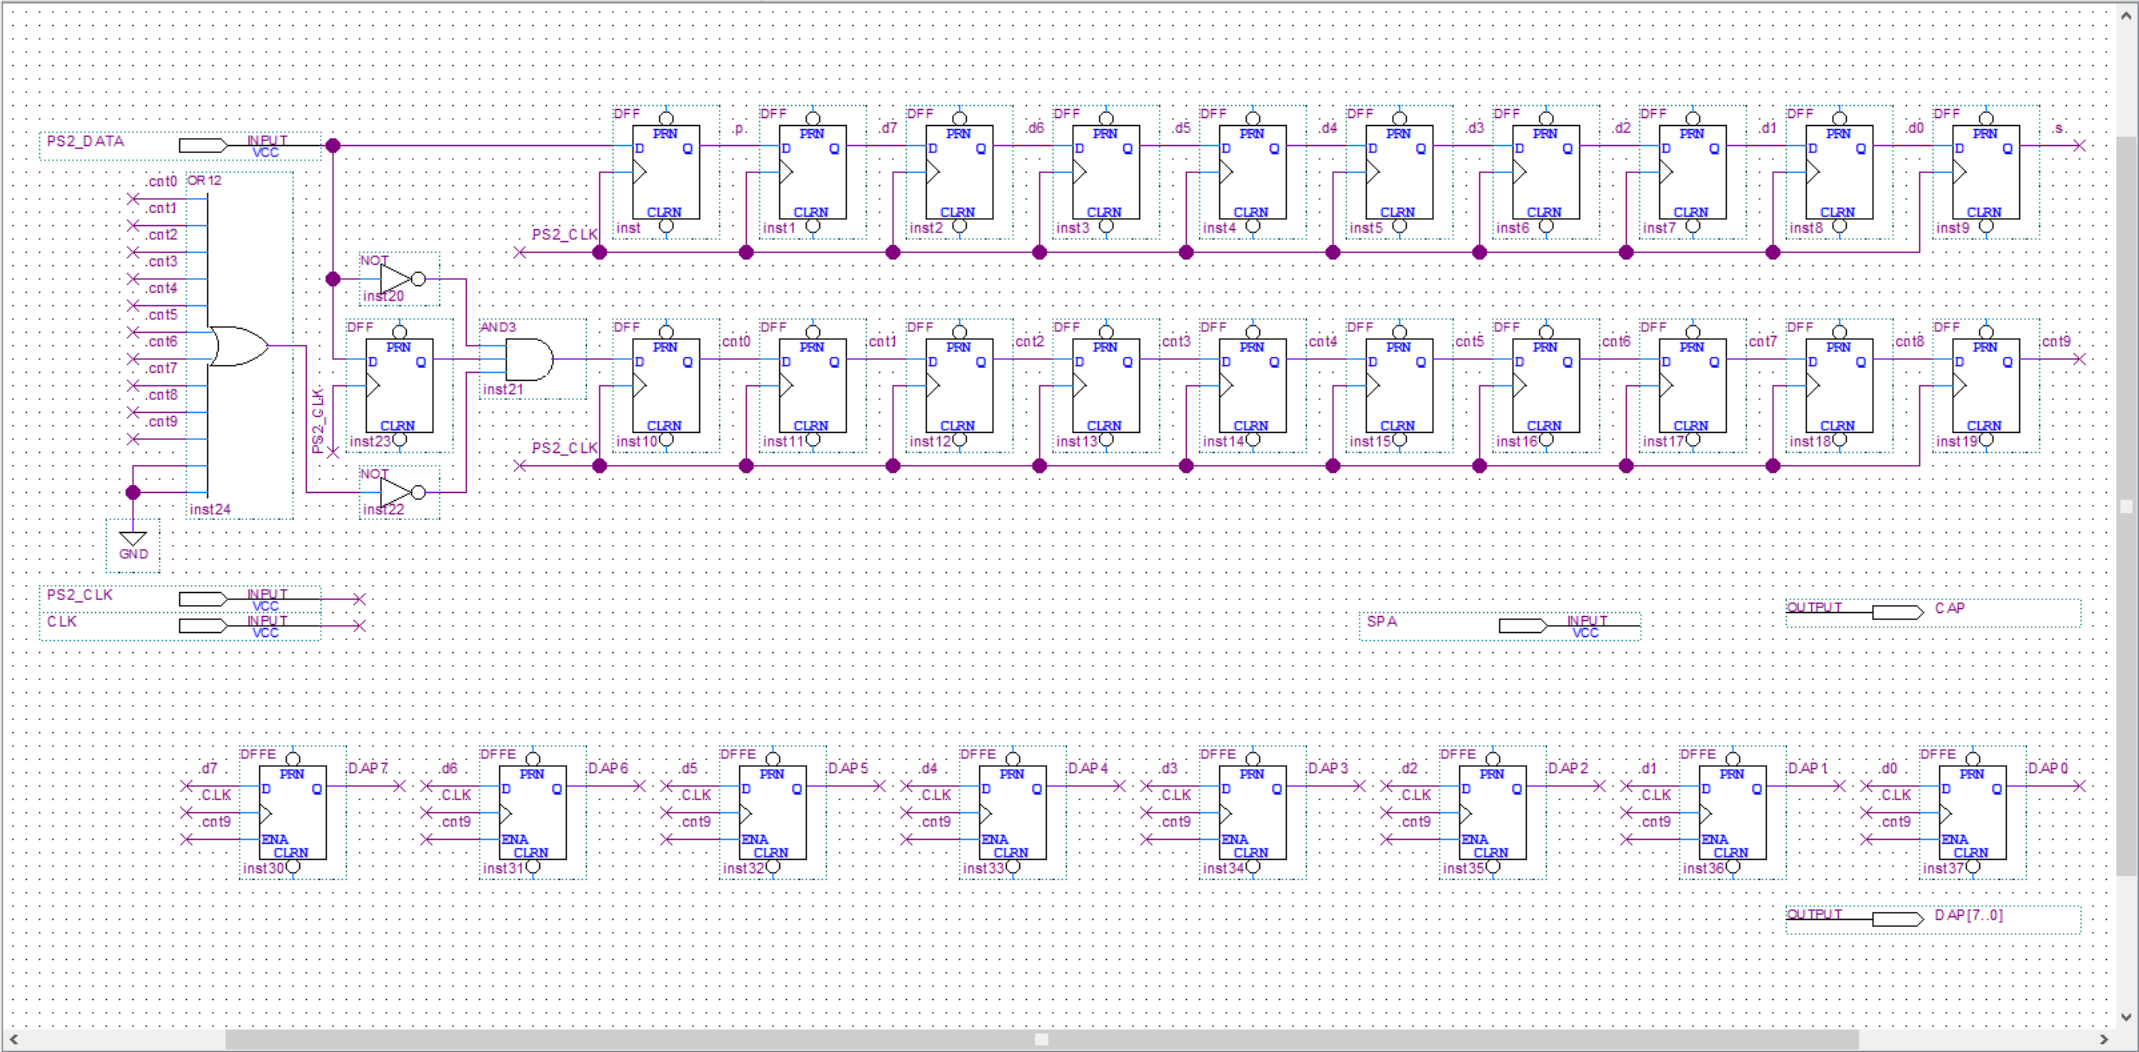 DFF DFF DFF DFF DFF DFF DFF DFF DFF DFF
PS2_DATA INPUT VCC
PRN PRN PRN PRN PRN PRN PRN PRN PRN PRN
p d7 d6 d5 d4 d3 d2 d1 d0 s
D Q D Q D Q D Q D Q D Q D Q D Q D Q D Q
CLRN CLRN CLRN CLRN CLRN CLRN CLRN CLRN CLRN CLRN
inst inst1 inst2 inst3 inst4 inst5 inst6 inst7 inst8 inst9
PS2_CLK
OR12
cnt0
cnt1
cnt2
cnt3
cnt4
cnt5
cnt6
cnt7
cnt8
cnt9
inst24
GND
NOT
inst20
DFF
PRN
D Q
CLRN
inst23
PS2_CLK
NOT
inst22
AND3
inst21
DFF DFF DFF DFF DFF DFF DFF DFF DFF DFF
PRN PRN PRN PRN PRN PRN PRN PRN PRN PRN
cnt0 cnt1 cnt2 cnt3 cnt4 cnt5 cnt6 cnt7 cnt8 cnt9
D Q D Q D Q D Q D Q D Q D Q D Q D Q D Q
CLRN CLRN CLRN CLRN CLRN CLRN CLRN CLRN CLRN CLRN
inst10 inst11 inst12 inst13 inst14 inst15 inst16 inst17 inst18 inst19
PS2_CLK
PS2_CLK INPUT VCC
CLK INPUT VCC
SPA INPUT VCC
OUTPUT CAP
DFFE DFFE DFFE DFFE DFFE DFFE DFFE DFFE
d7 PRN DAP7 d6 PRN DAP6 d5 PRN DAP5 d4 PRN DAP4 d3 PRN DAP3 d2 PRN DAP2 d1 PRN DAP1 d0 PRN DAP0
D Q D Q D Q D Q D Q D Q D Q D Q
CLK CLK CLK CLK CLK CLK CLK CLK
cnt9 cnt9 cnt9 cnt9 cnt9 cnt9 cnt9 cnt9
ENA ENA ENA ENA ENA ENA ENA ENA
CLRN CLRN CLRN CLRN CLRN CLRN CLRN CLRN
inst30 inst31 inst32 inst33 inst34 inst35 inst36 inst37
OUTPUT DAP[7..0]